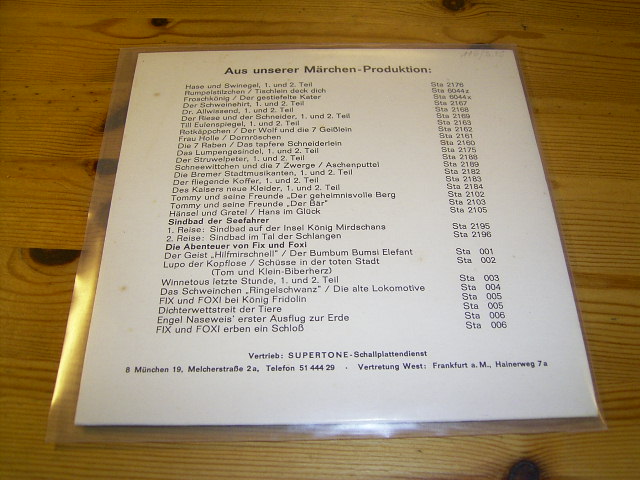 Aus unserer Märchen-Produktion:
Hase und Swinegel, 1. und 2. Teil Sta 2175
Rumpelstilzchen / Tischlein deck dich Sta 6044x
Froschkönig / Der gestiefelte Kater Sta 6044x
Der Schweinehirt, 1. und 2. Teil Sta 2167
Dr. Allwissend, 1. und 2. Teil Sta 2168
Der Riese und der Schneider, 1. und 2. Teil Sta 2169
Till Eulenspiegel, 1. und 2. Teil Sta 2163
Rotkäppchen / Der Wolf und die 7 Geißlein Sta 2162
Frau Holle / Dornröschen Sta 2161
Die 7 Raben / Das tapfere Schneiderlein Sta 2160
Das Lumpengesindel, 1. und 2. Teil Sta 2175
Der Struwelpeter, 1. und 2. Teil Sta 2188
Schneewittchen und die 7 Zwerge / Aschenputtel Sta 2189
Die Bremer Stadtmusikanten, 1. und 2. Teil Sta 2182
Der fliegende Koffer, 1. und 2. Teil Sta 2183
Des Kaisers neue Kleider, 1. und 2. Teil Sta 2184
Tommy und seine Freunde „Der geheimnisvolle Berg Sta 2102
Tommy und seine Freunde „Der Bär" Sta 2103
Hänsel und Gretel / Hans im Glück Sta 2105
Sindbad der Seefahrer
1. Reise: Sindbad auf der Insel König Mirdschans Sta 2195
2. Reise: Sindbad im Tal der Schlangen Sta 2196
Die Abenteuer von Fix und Foxi
Der Geist „Hilfmirschnell" / Der Bumbum Bumsi Elefant Sta 001
Lupo der Kopflose / Schüsse in der toten Stadt Sta 002
(Tom und Klein-Biberherz)
Winnetous letzte Stunde, 1. und 2. Teil Sta 003
Das Schweinchen „Ringelschwanz" / Die alte Lokomotive Sta 004
FIX und FOXI bei König Fridolin Sta 005
Dichterwettstreit der Tiere Sta 005
Engel Naseweis' erster Ausflug zur Erde Sta 006
FIX und FOXI erben ein Schloß Sta 006
Vertrieb: SUPERTONE-Schallplattendienst
8 München 19, Melcherstraße 2a, Telefon 51 444 29 · Vertretung West: Frankfurt a. M., Hainerweg 7a